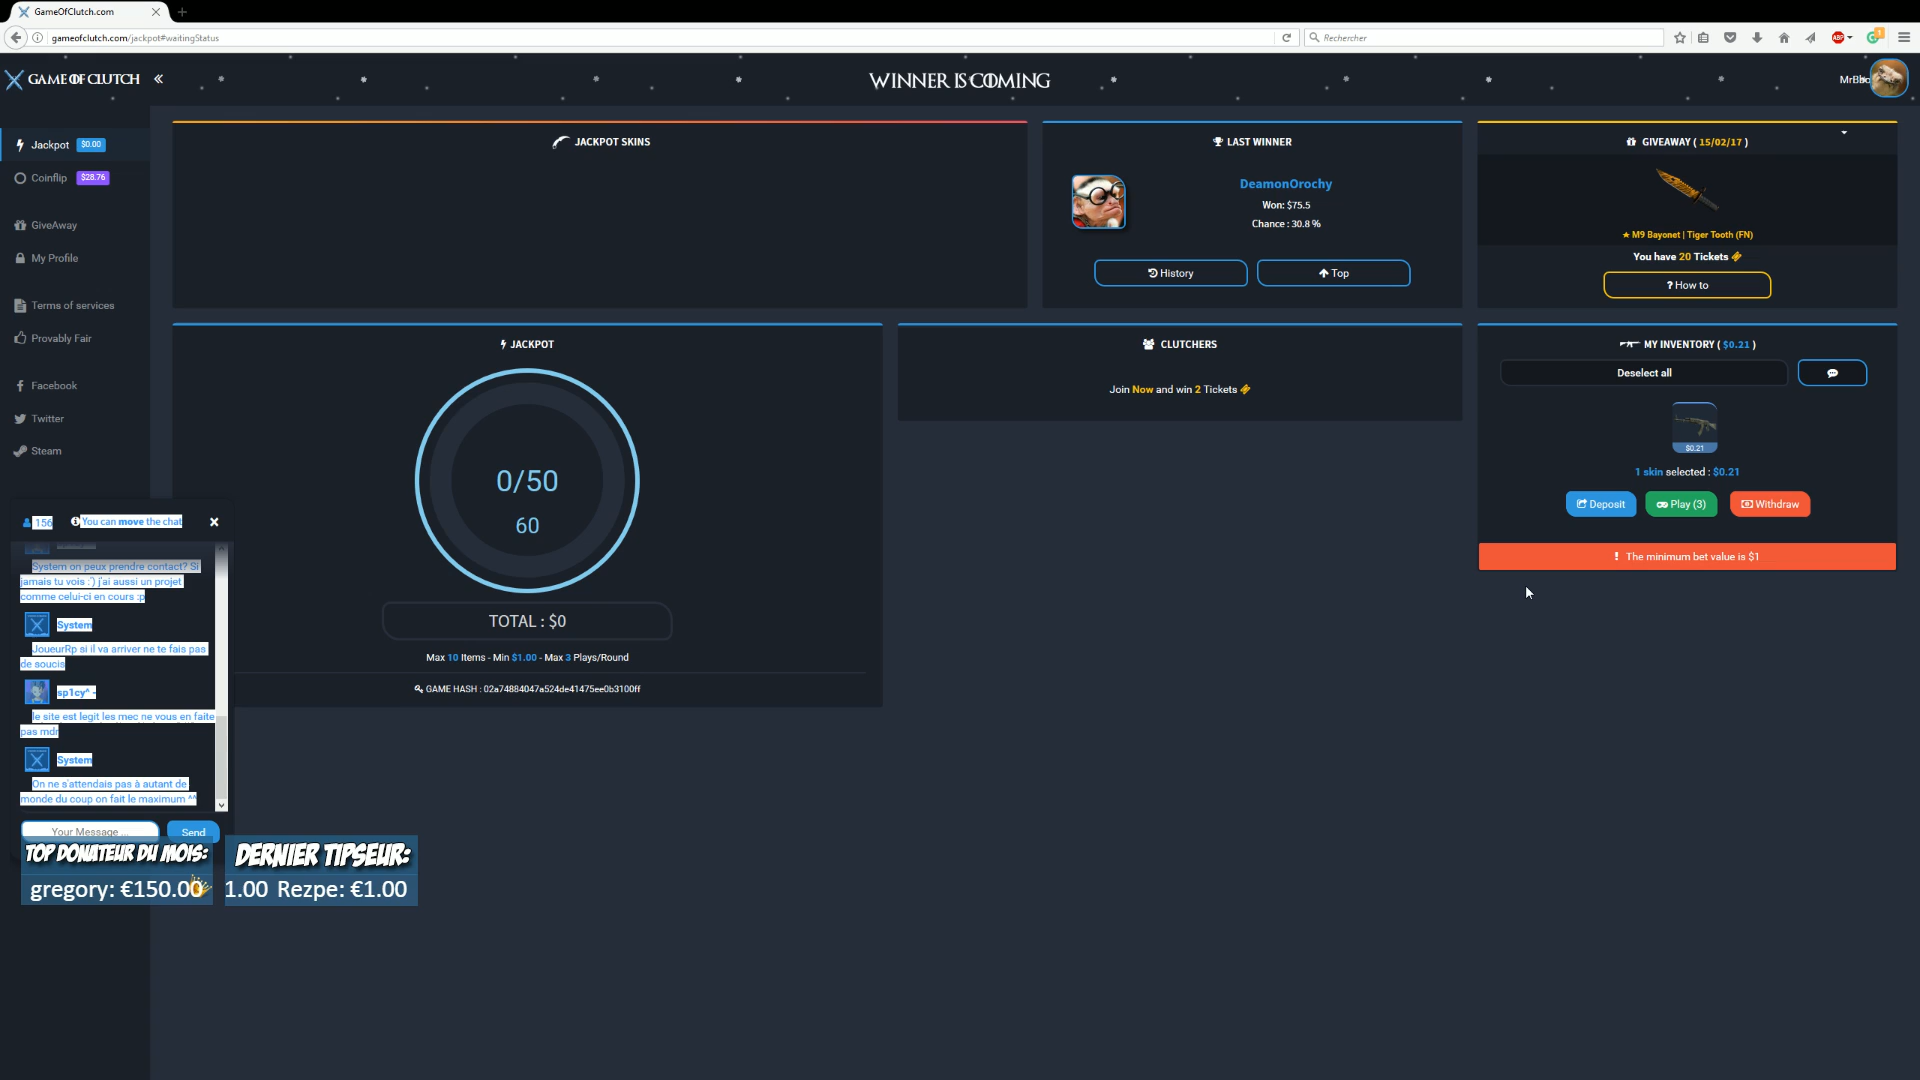 GameOfClutch.com
gameofclutch.com/jackpot#waitingStatus
Rechercher
ABP
1
GAME OF CLUTCH
WINNER IS COMING
Jackpot $0.00
Coinflip $28.76
GiveAway
My Profile
Terms of services
Provably Fair
Facebook
Twitter
Steam
JACKPOT SKINS
LAST WINNER
DeamonOrochy
Won: $75.5
Chance : 30.8 %
History
Top
GIVEAWAY ( 15/02/17 )
★ M9 Bayonet | Tiger Tooth (FN)
You have 20 Tickets
? How to
JACKPOT
0/50
60
TOTAL : $0
Max 10 Items - Min $1.00 - Max 3 Plays/Round
GAME HASH : 02a74884047a524de41475ee0b3100ff
CLUTCHERS
Join Now and win 2 Tickets
MY INVENTORY ( $0.21 )
Deselect all
$0.21
1 skin selected : $0.21
Deposit
Play (3)
Withdraw
! The minimum bet value is $1
156
You can move the chat
System on peux prendre contact? Si
jamais tu vois :') j'ai aussi un projet
comme celui-ci en cours :p
System
JoueurRp si il va arriver ne te fais pas
de soucis
sp1cy^ -
le site est legit les mec ne vous en faite
pas mdr
System
On ne s'attendais pas à autant de
monde du coup on fait le maximum ^^
Your Message ...
Send
TOP DONATEUR DU MOIS:
gregory: €150.00
DERNIER TIPSEUR:
1.00 Rezpe: €1.00